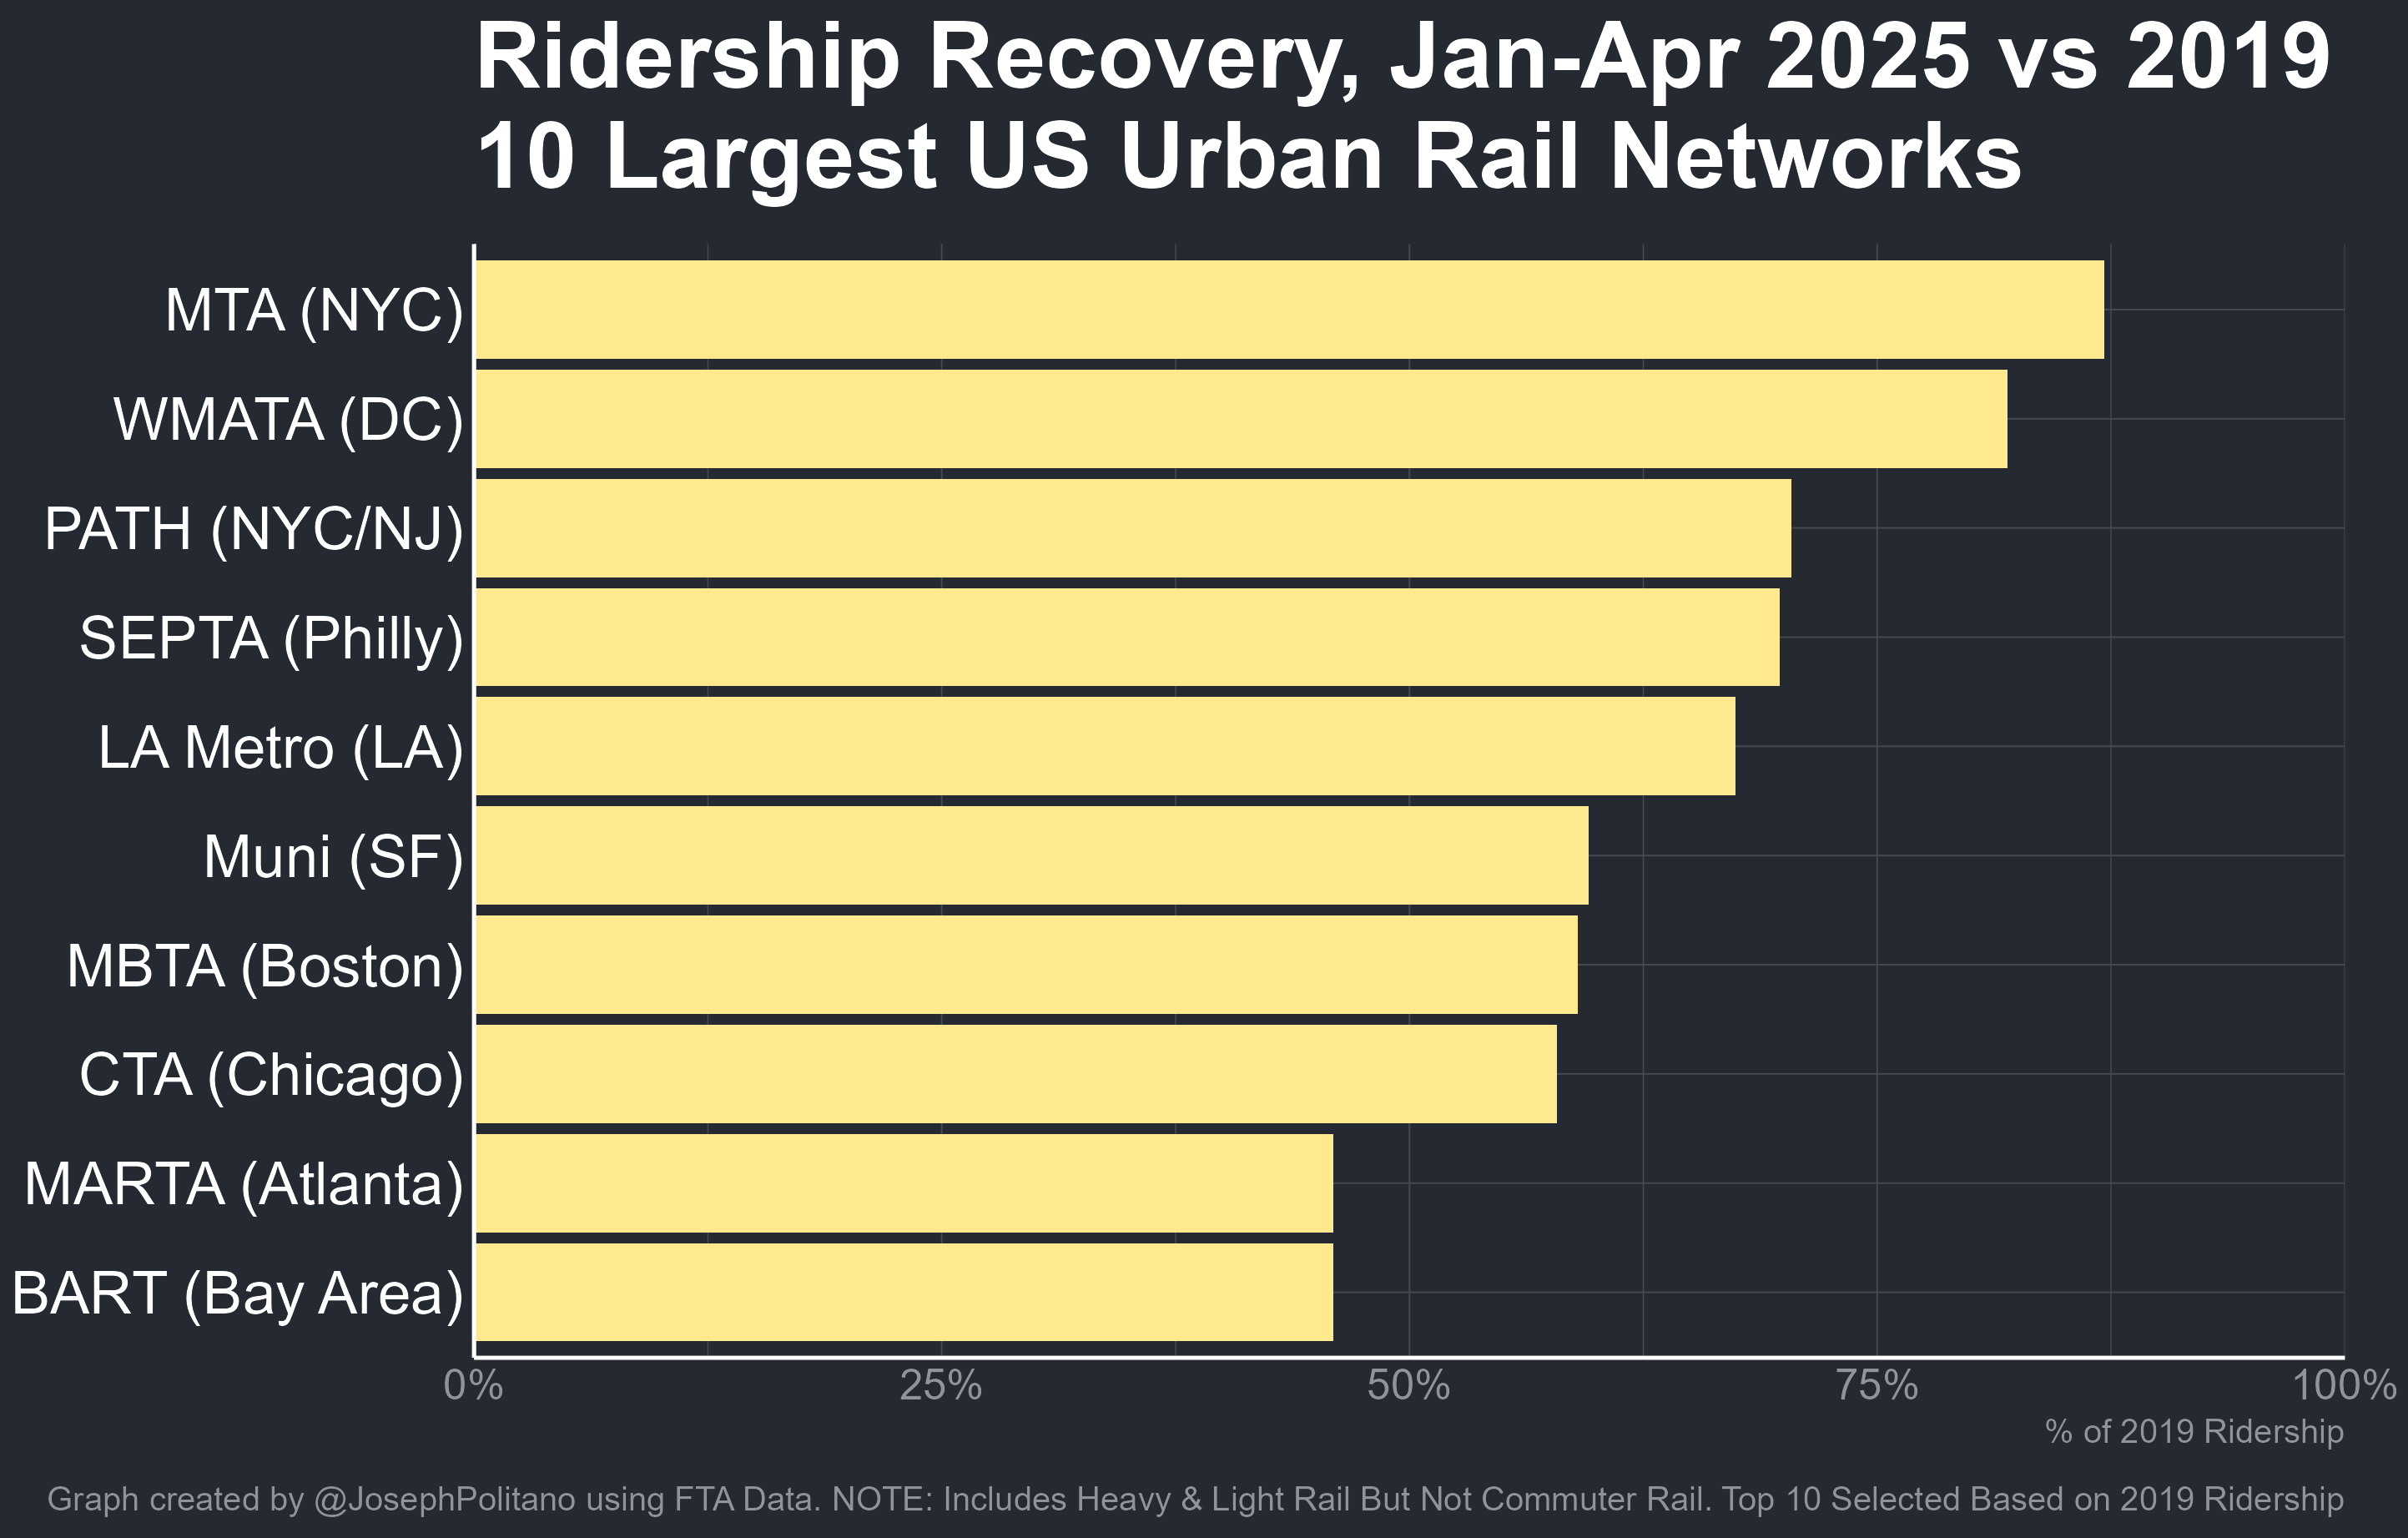 Ridership Recovery, Jan-Apr 2025 vs 2019
10 Largest US Urban Rail Networks
MTA (NYC)
WMATA (DC)
PATH (NYC/NJ)
SEPTA (Philly)
LA Metro (LA)
Muni (SF)
MBTA (Boston)
CTA (Chicago)
MARTA (Atlanta)
BART (Bay Area)
0% 25% 50% 75% 100%
% of 2019 Ridership
Graph created by @JosephPolitano using FTA Data. NOTE: Includes Heavy & Light Rail But Not Commuter Rail. Top 10 Selected Based on 2019 Ridership